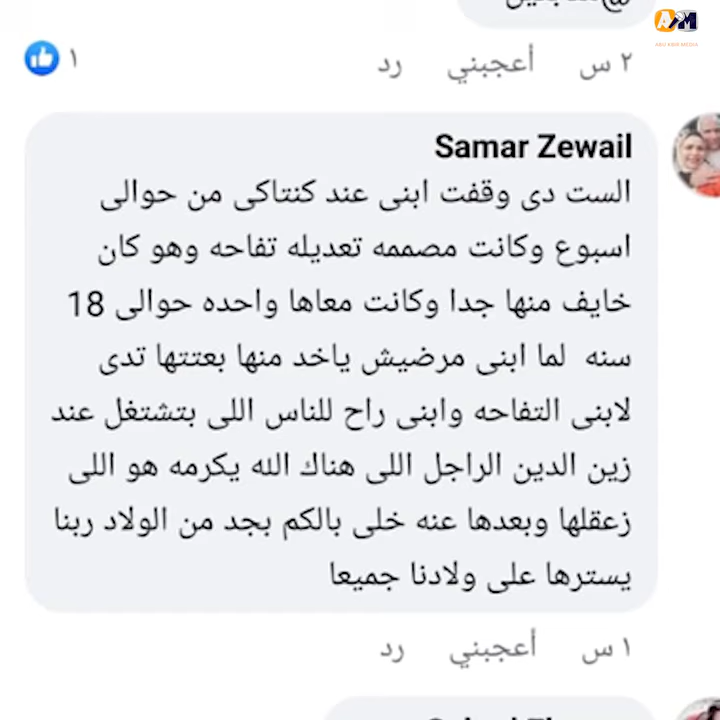 ABU AMR MEDIA
٢ س أعجبني رد
١
Samar Zewail
الست دى وقفت ابنى عند كنتاكى من حوالى
اسبوع وكانت مصممه تعديله تفاحه وهو كان
خايف منها جدا وكانت معاها واحده حوالى 18
سنه لما ابنى مرضيش ياخد منها بعتتها تدى
لابنى التفاحه وابنى راح للناس اللى بتشتغل عند
زين الدين الراجل اللى هناك الله يكرمه هو اللى
زعقلها وبعدها عنه خلى بالكم بجد من الولاد ربنا
يسترها على ولادنا جميعا
١ س أعجبني رد